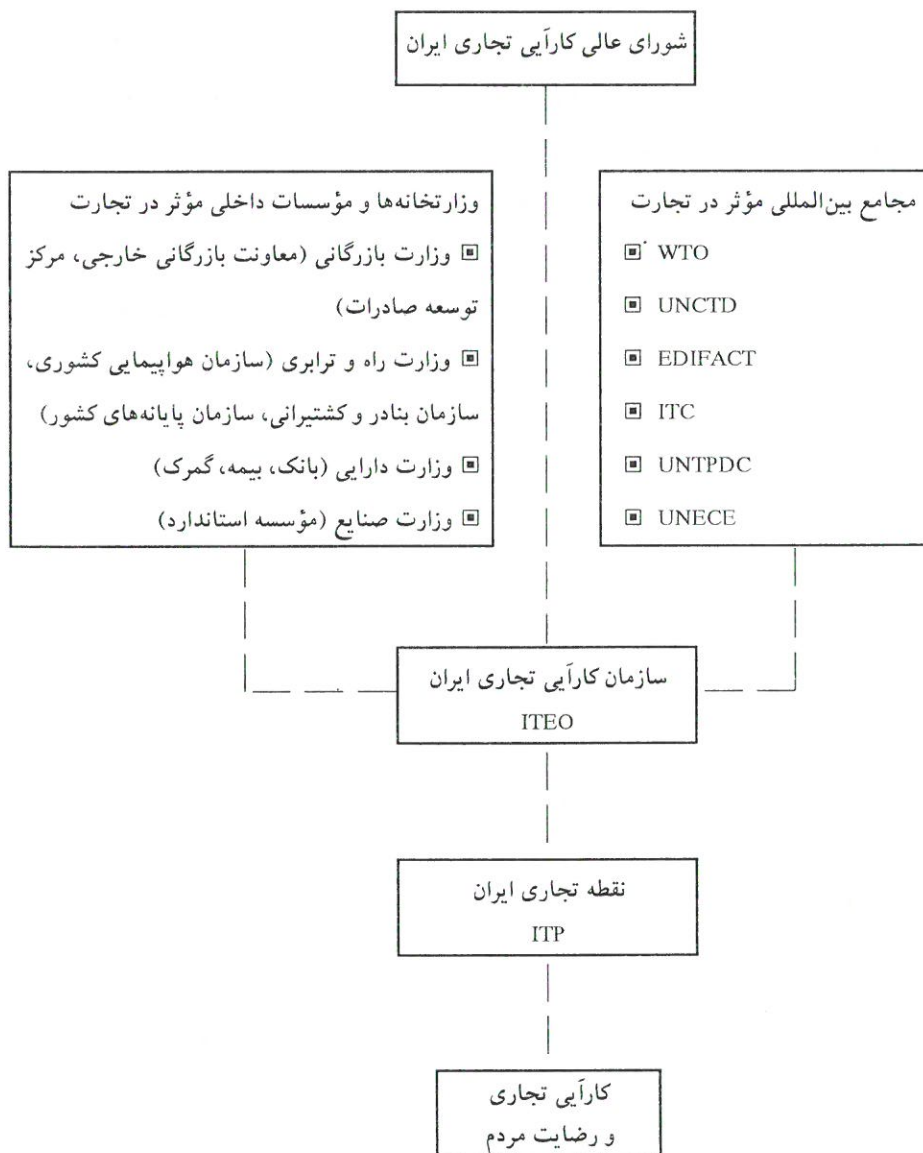 شورای عالی کارآیی تجاری ایران
مجامع بین‌المللی مؤثر در تجارت
▣ WTO
▣ UNCTD
▣ EDIFACT
▣ ITC
▣ UNTPDC
▣ UNECE
وزارتخانه‌ها و مؤسسات داخلی مؤثر در تجارت
▣ وزارت بازرگانی (معاونت بازرگانی خارجی، مرکز
توسعه صادرات)
▣ وزارت راه و ترابری (سازمان هواپیمایی کشوری،
سازمان بنادر و کشتیرانی، سازمان پایانه‌های کشور)
▣ وزارت دارایی (بانک، بیمه، گمرک)
▣ وزارت صنایع (مؤسسه استاندارد)
سازمان کارآیی تجاری ایران
ITEO
نقطه تجاری ایران
ITP
کارآیی تجاری
و رضایت مردم